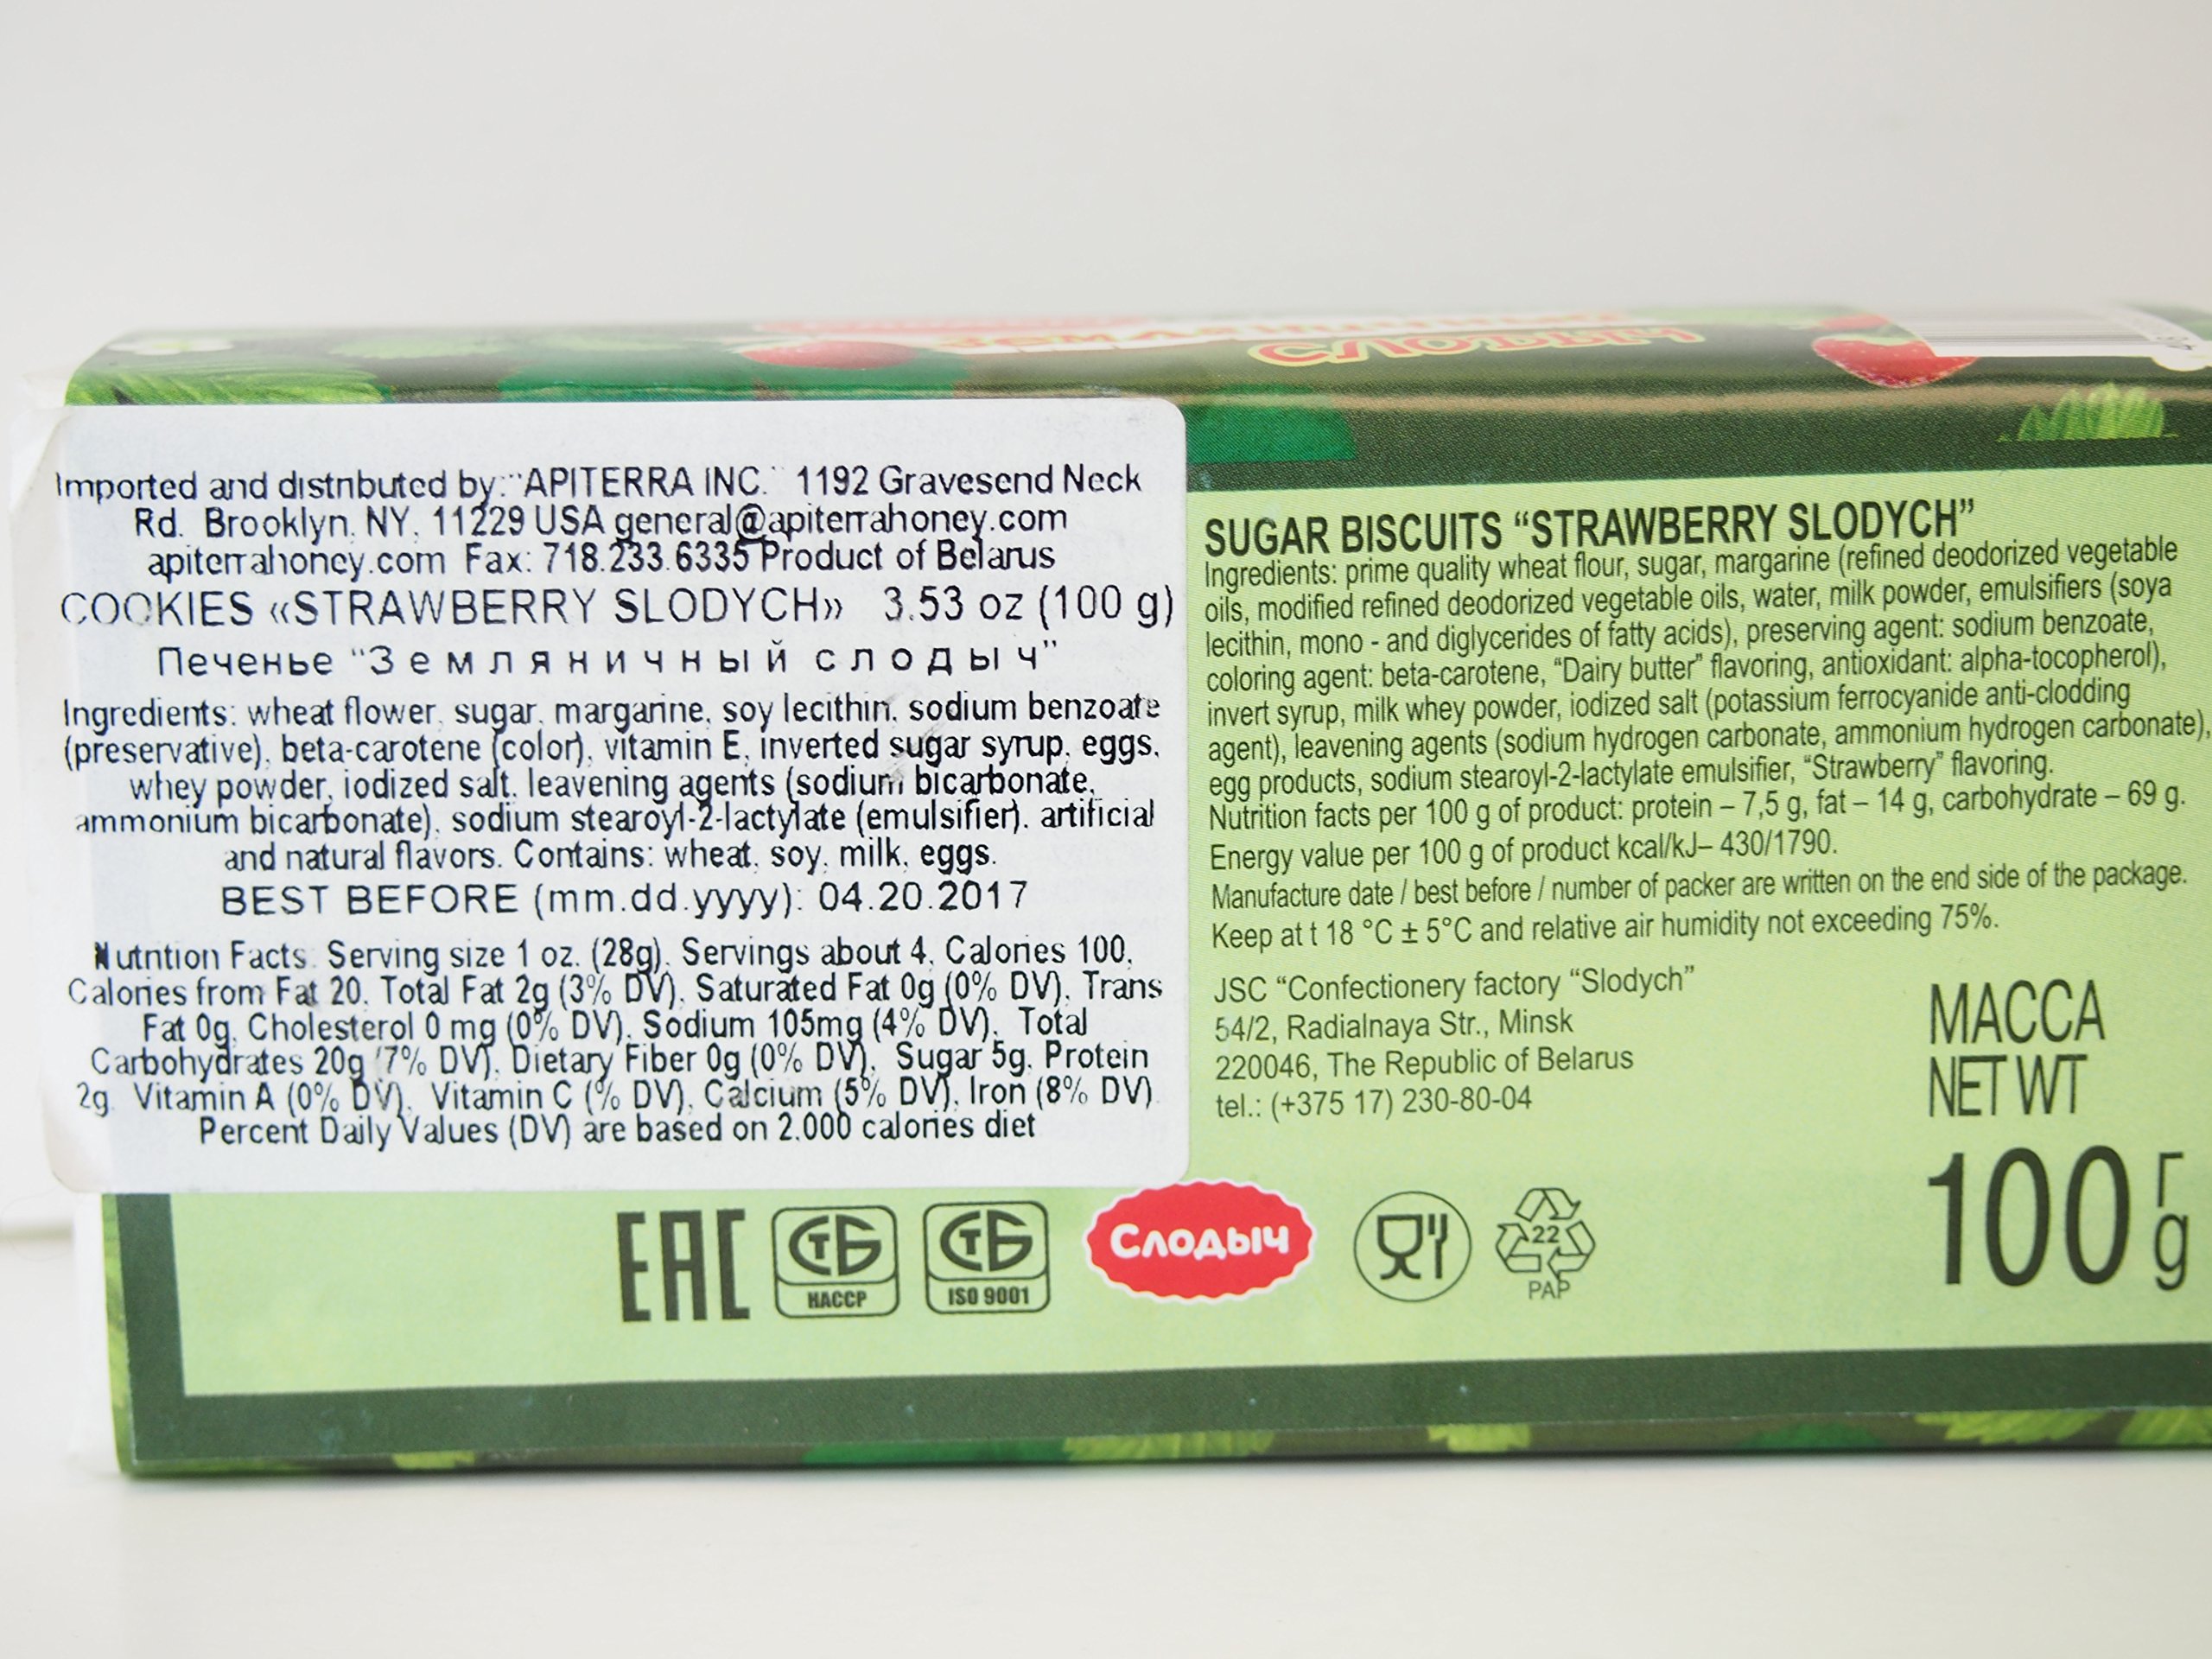 СЛОДЫЧ
Imported and distributed by: "APITERRA INC." 1192 Gravesend Neck
Rd. Brooklyn, NY, 11229 USA general@apiterrahoney.com
apiterrahoney.com Fax: 718.233.6335 Product of Belarus
COOKIES «STRAWBERRY SLODYCH» 3.53 oz (100 g)
Печенье "Земляничный слодыч"
Ingredients: wheat flower, sugar, margarine, soy lecithin, sodium benzoate
(preservative), beta-carotene (color), vitamin E, inverted sugar syrup, eggs,
whey powder, iodized salt, leavening agents (sodium bicarbonate,
ammonium bicarbonate), sodium stearoyl-2-lactylate (emulsifier), artificial
and natural flavors. Contains: wheat, soy, milk, eggs.
BEST BEFORE (mm.dd.yyyy): 04.20.2017
Nutrition Facts. Serving size 1 oz. (28g). Servings about 4, Calories 100,
Calories from Fat 20, Total Fat 2g (3% DV), Saturated Fat 0g (0% DV), Trans
Fat 0g, Cholesterol 0 mg (0% DV), Sodium 105mg (4% DV), Total
Carbohydrates 20g (7% DV), Dietary Fiber 0g (0% DV), Sugar 5g, Protein
2g. Vitamin A (0% DV), Vitamin C (% DV), Calcium (5% DV), Iron (8% DV)
Percent Daily Values (DV) are based on 2,000 calories diet
SUGAR BISCUITS “STRAWBERRY SLODYCH”
Ingredients: prime quality wheat flour, sugar, margarine (refined deodorized vegetable
oils, modified refined deodorized vegetable oils, water, milk powder, emulsifiers (soya
lecithin, mono - and diglycerides of fatty acids), preserving agent: sodium benzoate,
coloring agent: beta-carotene, “Dairy butter” flavoring, antioxidant: alpha-tocopherol),
invert syrup, milk whey powder, iodized salt (potassium ferrocyanide anti-clodding
agent), leavening agents (sodium hydrogen carbonate, ammonium hydrogen carbonate),
egg products, sodium stearoyl-2-lactylate emulsifier, “Strawberry” flavoring.
Nutrition facts per 100 g of product: protein – 7,5 g, fat – 14 g, carbohydrate – 69 g.
Energy value per 100 g of product kcal/kJ– 430/1790.
Manufacture date / best before / number of packer are written on the end side of the package.
Keep at t 18 °C ± 5°C and relative air humidity not exceeding 75%.
JSC “Confectionery factory “Slodych”
54/2, Radialnaya Str., Minsk
220046, The Republic of Belarus
tel.: (+375 17) 230-80-04
МАССА
NET WT
100 г
g
EAC
СТБ
HACCP
СТБ
ISO 9001
Слодыч
22
PAP